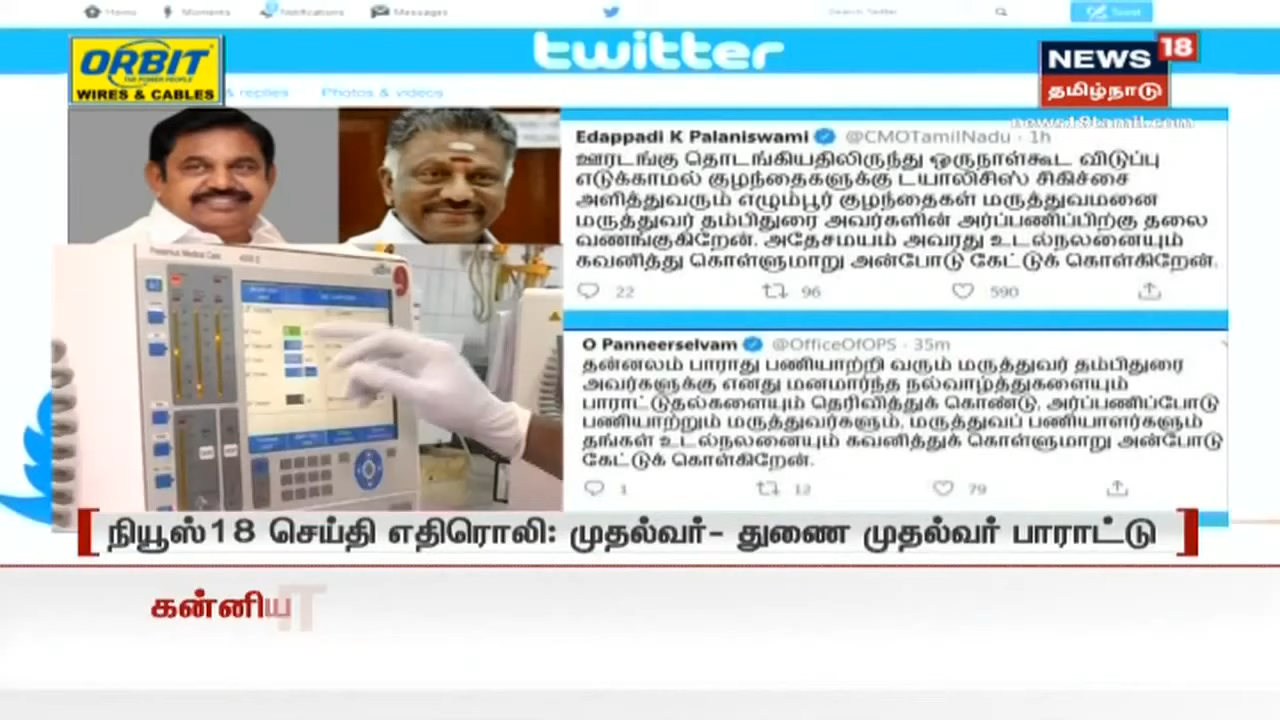 Home Moments Notifications Messages Search Twitter Tweet
twitter
ORBIT
THE POWER PEOPLE
WIRES & CABLES
NEWS 18
தமிழ்நாடு
news18tamil.com
& replies Photos & videos
Edappadi K Palaniswami @CMOTamilNadu · 1h
ஊரடங்கு தொடங்கியதிலிருந்து ஒருநாள்கூட விடுப்பு
எடுக்காமல் குழந்தைகளுக்கு டயாலிசிஸ் சிகிச்சை
அளித்துவரும் எழும்பூர் குழந்தைகள் மருத்துவமனை
மருத்துவர் தம்பிதுரை அவர்களின் அர்ப்பணிப்பிற்கு தலை
வணங்குகிறேன். அதேசமயம் அவரது உடல்நலனையும்
கவனித்து கொள்ளுமாறு அன்போடு கேட்டுக் கொள்கிறேன்.
22 96 590
Fresenius Medical Care 4008 S
9
O Panneerselvam @OfficeOfOPS · 35m
தன்னலம் பாராது பணியாற்றி வரும் மருத்துவர் தம்பிதுரை
அவர்களுக்கு எனது மனமார்ந்த நல்வாழ்த்துகளையும்
பாராட்டுதல்களையும் தெரிவித்துக் கொண்டு, அர்ப்பணிப்போடு
பணியாற்றும் மருத்துவர்களும், மருத்துவப் பணியாளர்களும்
தங்கள் உடல்நலனையும் கவனித்துக் கொள்ளுமாறு அன்போடு
கேட்டுக் கொள்கிறேன்.
1 12 79
நியூஸ்18 செய்தி எதிரொலி: முதல்வர்- துணை முதல்வர் பாராட்டு
கன்னியா